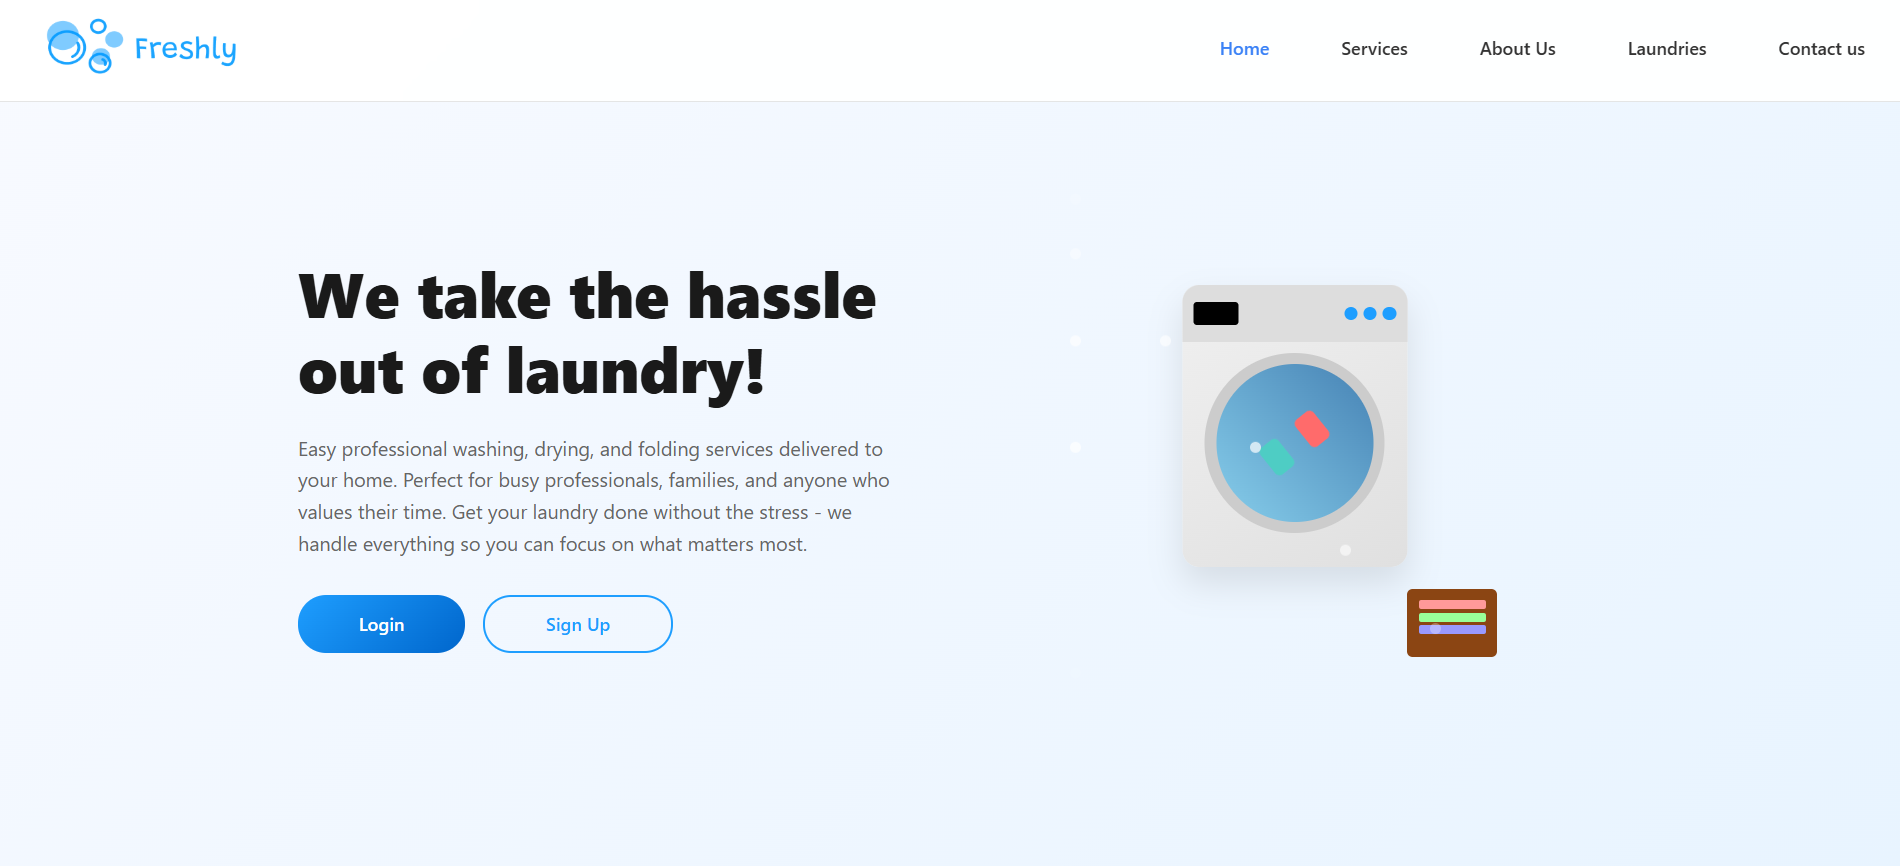 Freshly
Home Services About Us Laundries Contact us
We take the hassle
out of laundry!
Easy professional washing, drying, and folding services delivered to
your home. Perfect for busy professionals, families, and anyone who
values their time. Get your laundry done without the stress - we
handle everything so you can focus on what matters most.
Login Sign Up